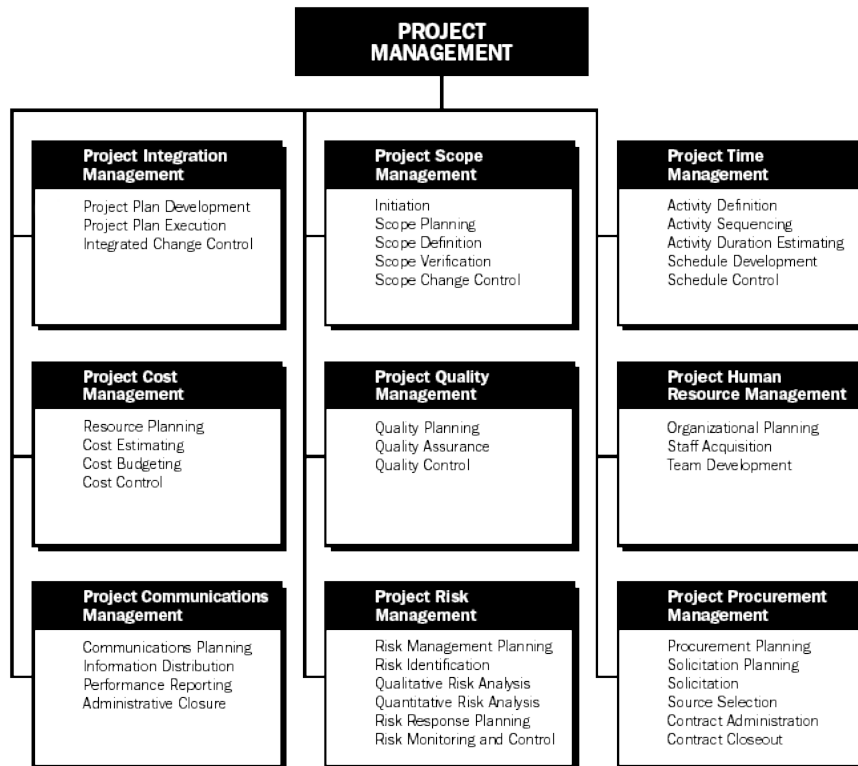 PROJECT
MANAGEMENT
Project Integration
Management
Project Plan Development
Project Plan Execution
Integrated Change Control
Project Scope
Management
Initiation
Scope Planning
Scope Definition
Scope Verification
Scope Change Control
Project Time
Management
Activity Definition
Activity Sequencing
Activity Duration Estimating
Schedule Development
Schedule Control
Project Cost
Management
Resource Planning
Cost Estimating
Cost Budgeting
Cost Control
Project Quality
Management
Quality Planning
Quality Assurance
Quality Control
Project Human
Resource Management
Organizational Planning
Staff Acquisition
Team Development
Project Communications
Management
Communications Planning
Information Distribution
Performance Reporting
Administrative Closure
Project Risk
Management
Risk Management Planning
Risk Identification
Qualitative Risk Analysis
Quantitative Risk Analysis
Risk Response Planning
Risk Monitoring and Control
Project Procurement
Management
Procurement Planning
Solicitation Planning
Solicitation
Source Selection
Contract Administration
Contract Closeout